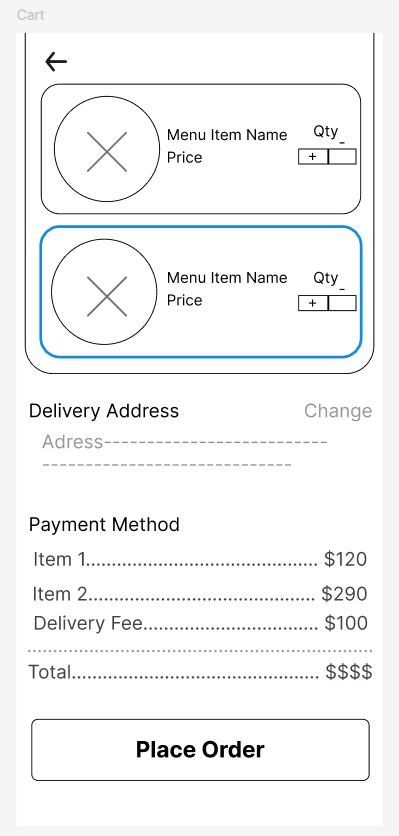 Cart
Menu Item Name
Price
Qty
+ -
Menu Item Name
Price
Qty
+ -
Delivery Address Change
Adress--------------------------
-----------------------------
Payment Method
Item 1............................................. $120
Item 2............................................ $290
Delivery Fee.................................. $100
Total................................................ $$$$
Place Order